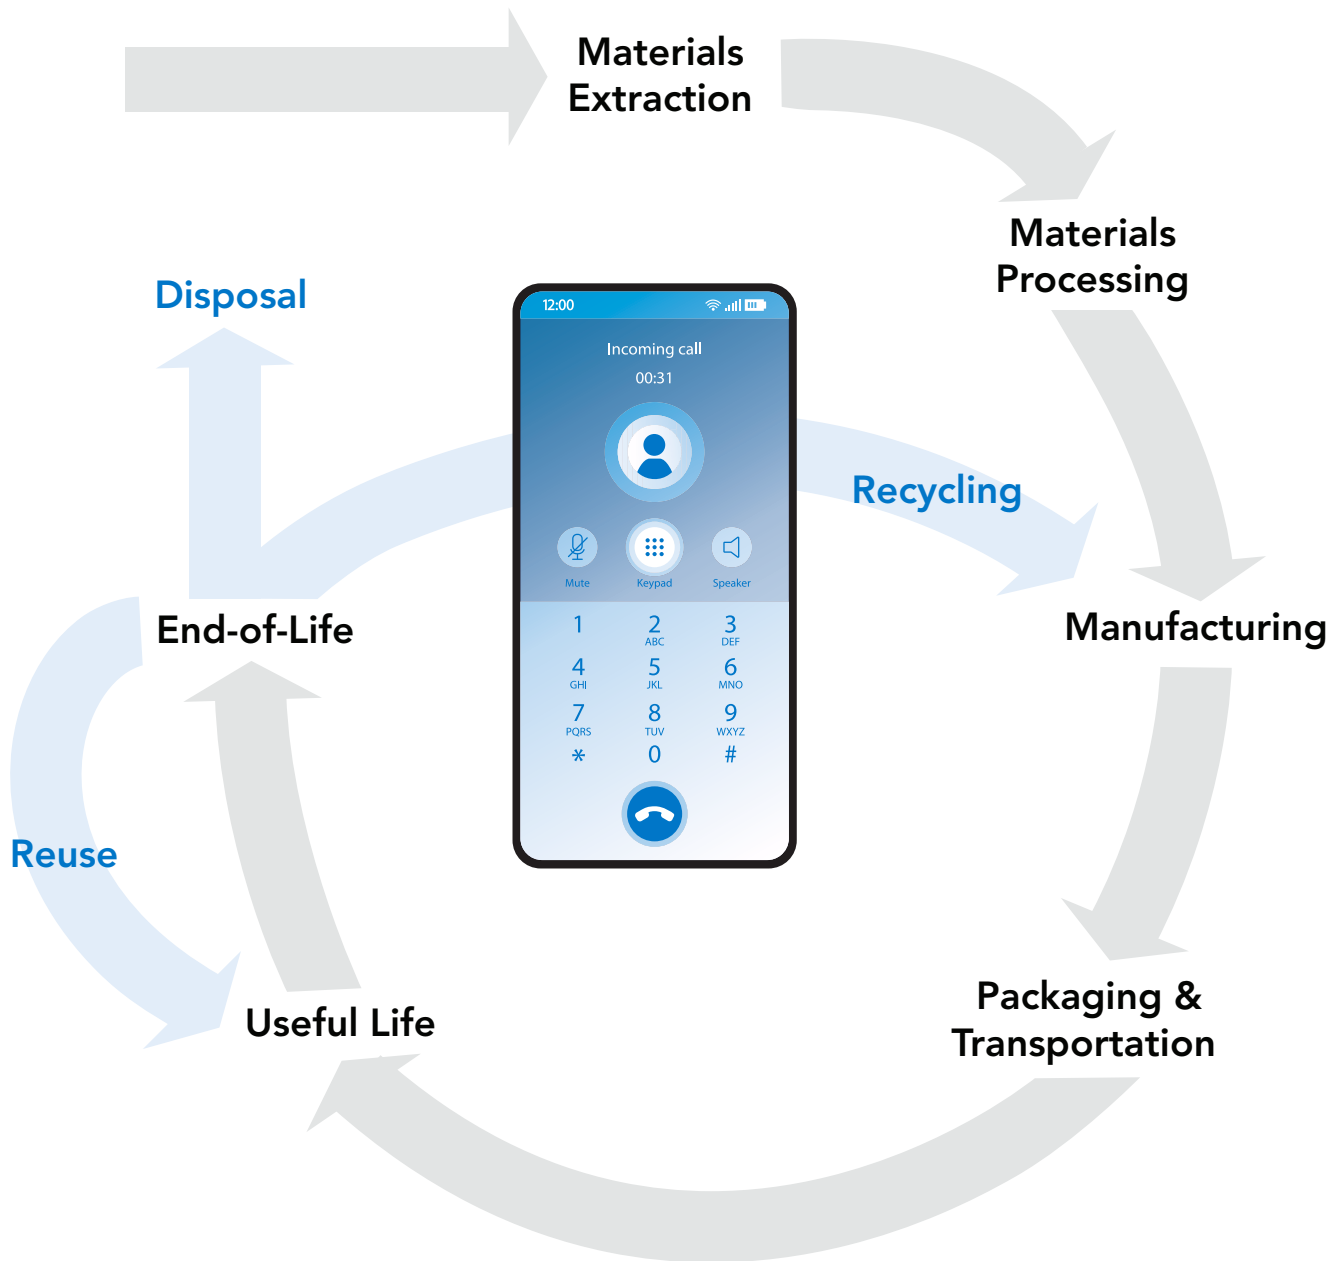 Materials
Extraction
Materials
Processing
Disposal
12:00
Incoming call
00:31
Recycling
Mute Keypad Speaker
End-of-Life
Manufacturing
1 2 3
ABC DEF
4 5 6
GHI JKL MNO
7 8 9
PQRS TUV WXYZ
* 0 #
Reuse
Useful Life
Packaging &
Transportation